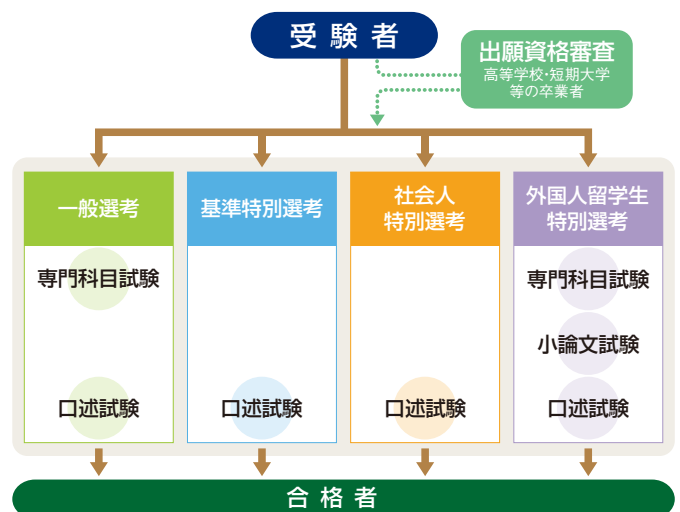 受験者
出願資格審査
高等学校・短期大学
等の卒業者
一般選考
専門科目試験
口述試験
基準特別選考
口述試験
社会人
特別選考
口述試験
外国人留学生
特別選考
専門科目試験
小論文試験
口述試験
合格者